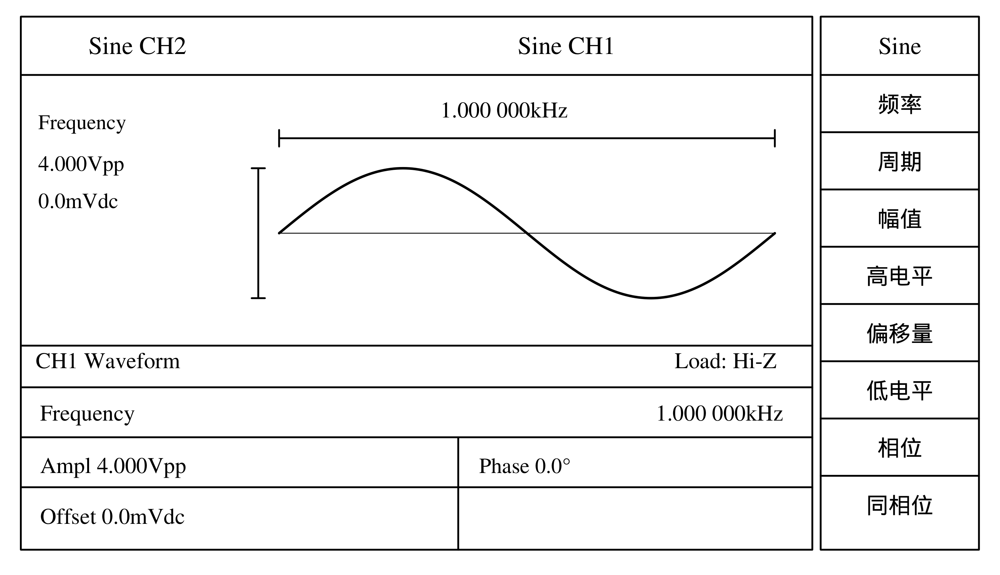 Sine CH2
Sine CH1
Frequency
4.000Vpp
0.0mVdc
1.000 000kHz
CH1 Waveform
Load: Hi-Z
Frequency
1.000 000kHz
Ampl 4.000Vpp
Phase 0.0°
Offset 0.0mVdc
Sine
频率
周期
幅值
高电平
偏移量
低电平
相位
同相位